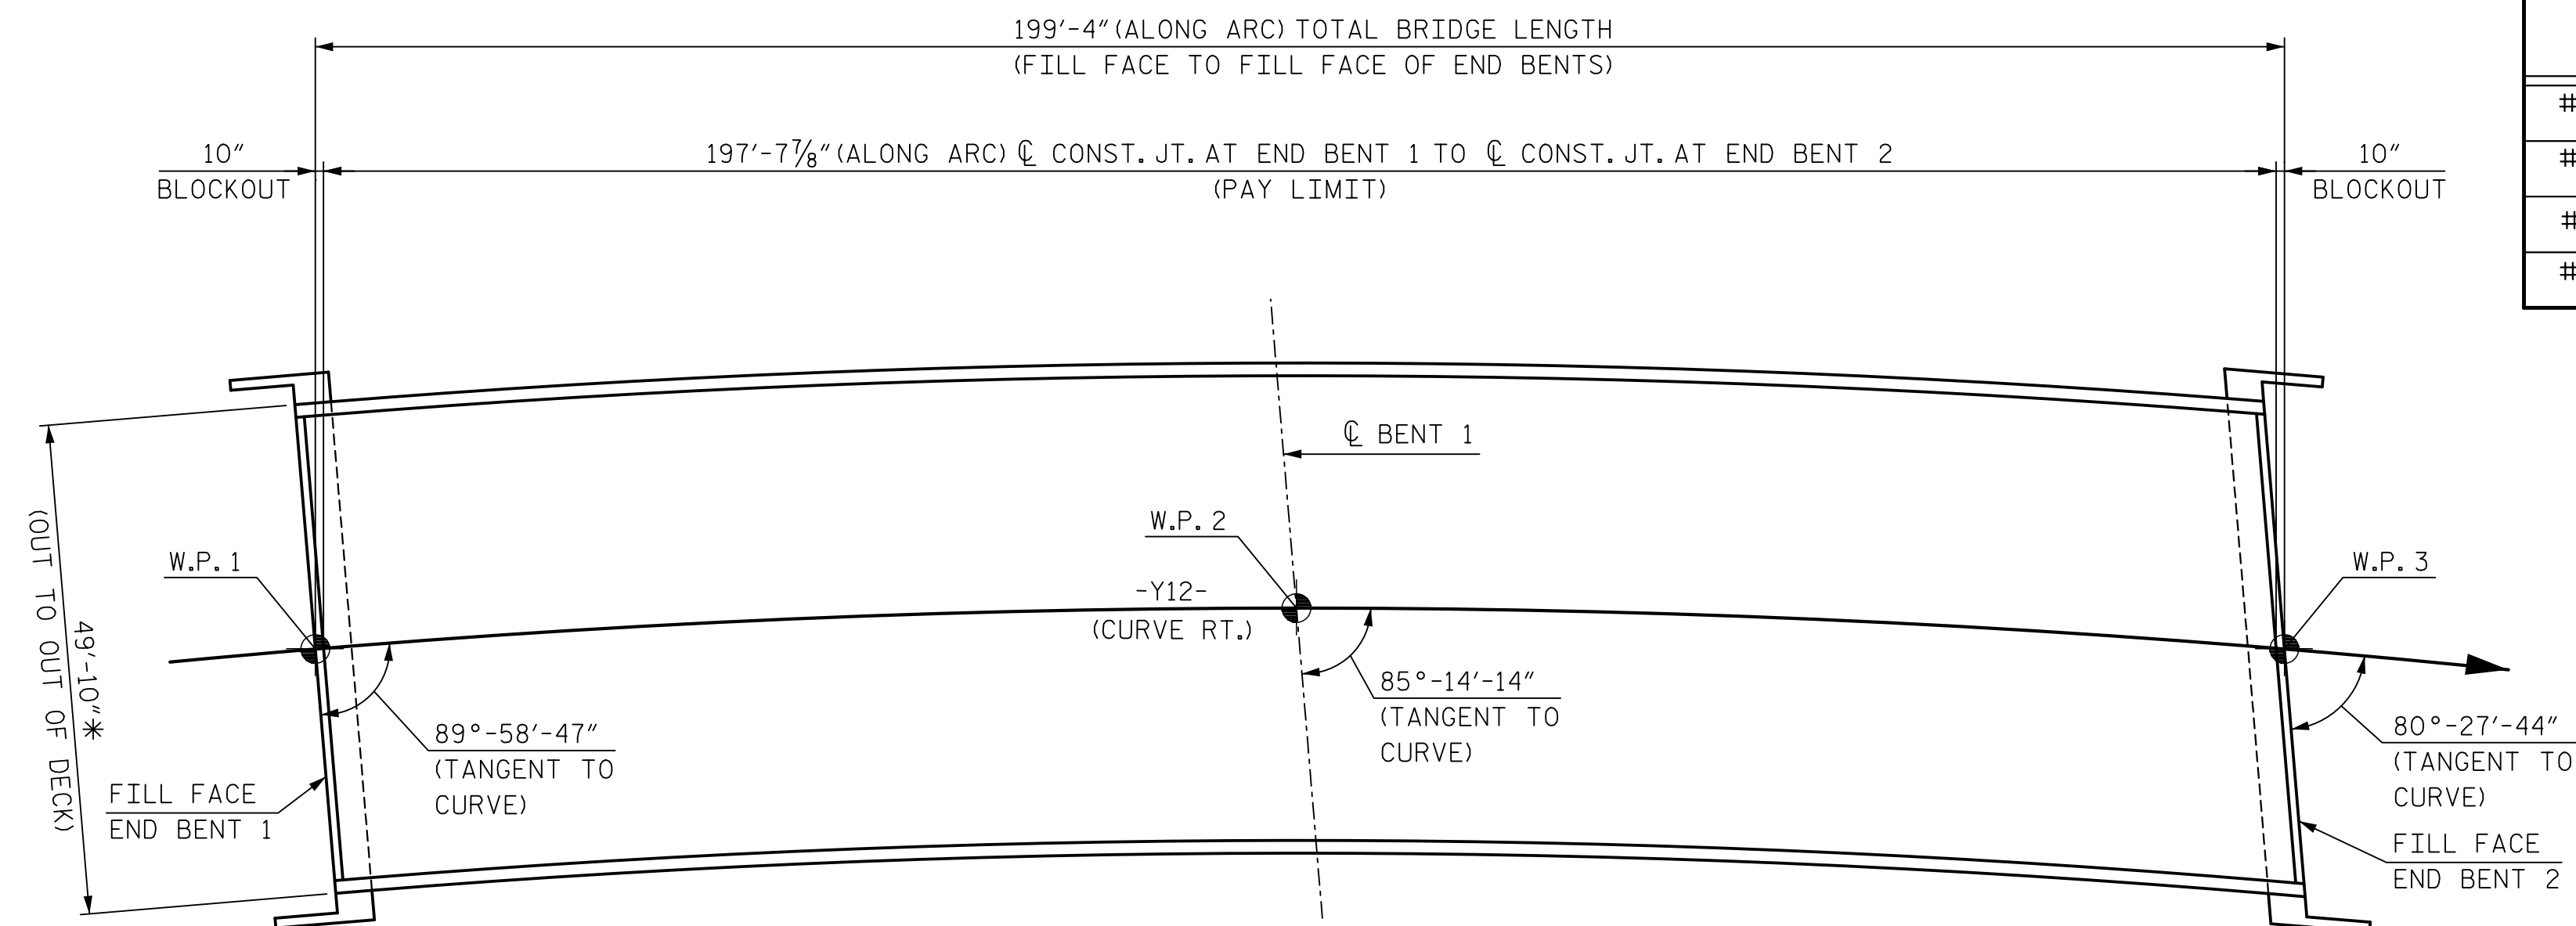 199'-4" (ALONG ARC) TOTAL BRIDGE LENGTH
(FILL FACE TO FILL FACE OF END BENTS)
10"
BLOCKOUT
197'-7⅞" (ALONG ARC) ℄ CONST. JT. AT END BENT 1 TO ℄ CONST. JT. AT END BENT 2
(PAY LIMIT)
10"
BLOCKOUT
#
#
#
#
℄ BENT 1
W.P. 2
W.P. 1
W.P. 3
-Y12-
(CURVE RT.)
49'-10"*
(OUT TO OUT OF DECK)
85°-14'-14"
(TANGENT TO
CURVE)
89°-58'-47"
(TANGENT TO
CURVE)
80°-27'-44"
(TANGENT TO
CURVE)
FILL FACE
END BENT 1
FILL FACE
END BENT 2